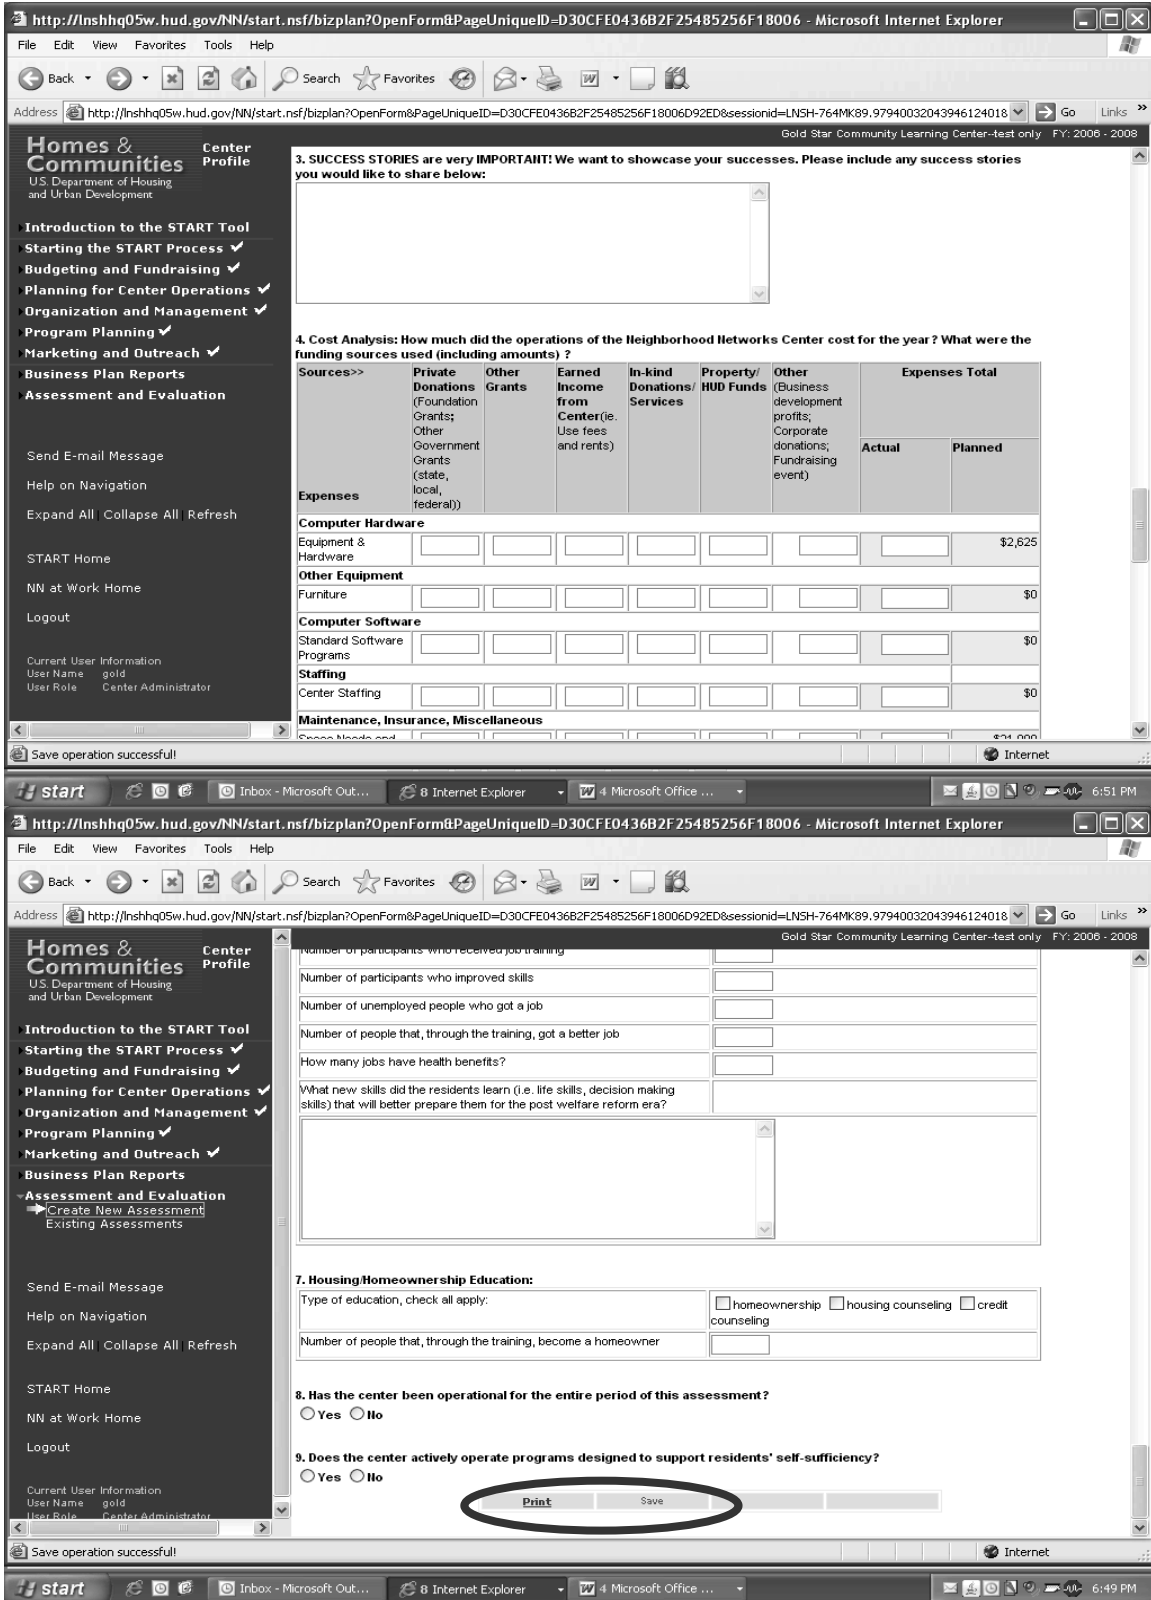 http://lnshhq05w.hud.gov/NN/start.nsf/bizplan?OpenForm&PageUniqueID=D30CFE0436B2F25485256F18006 - Microsoft Internet Explorer
File Edit View Favorites Tools Help
Back Search Favorites
Address http://lnshhq05w.hud.gov/NN/start.nsf/bizplan?OpenForm&PageUniqueID=D30CFE0436B2F25485256F18006D92ED&sessionid=LNSH-764MK89.97940032043946124018 Go Links »
Gold Star Community Learning Center--test only FY: 2006 - 2008
Homes &
Communities
U.S. Department of Housing
and Urban Development
Center
Profile
Introduction to the START Tool
Starting the START Process ✓
Budgeting and Fundraising ✓
Planning for Center Operations ✓
Organization and Management ✓
Program Planning ✓
Marketing and Outreach ✓
Business Plan Reports
Assessment and Evaluation
Send E-mail Message
Help on Navigation
Expand All | Collapse All | Refresh
START Home
NN at Work Home
Logout
Current User Information
User Name gold
User Role Center Administrator
3. SUCCESS STORIES are very IMPORTANT! We want to showcase your successes. Please include any success stories
you would like to share below:
4. Cost Analysis: How much did the operations of the Neighborhood Networks Center cost for the year? What were the
funding sources used (including amounts) ?
Sources>>
Expenses
Private
Donations
(Foundation
Grants;
Other
Government
Grants
(state,
local,
federal))
Other
Grants
Earned
Income
from
Center(ie.
Use fees
and rents)
In-kind
Donations/
Services
Property/
HUD Funds
Other
(Business
development
profits;
Corporate
donations;
Fundraising
event)
Expenses Total
Actual Planned
Computer Hardware
Equipment &
Hardware
$2,625
Other Equipment
Furniture $0
Computer Software
Standard Software
Programs
$0
Staffing
Center Staffing $0
Maintenance, Insurance, Miscellaneous
Space Needs and $21,000
Save operation successful! Internet
start Inbox - Microsoft Out... 8 Internet Explorer 4 Microsoft Office ... 6:51 PM
http://lnshhq05w.hud.gov/NN/start.nsf/bizplan?OpenForm&PageUniqueID=D30CFE0436B2F25485256F18006 - Microsoft Internet Explorer
File Edit View Favorites Tools Help
Back Search Favorites
Address http://lnshhq05w.hud.gov/NN/start.nsf/bizplan?OpenForm&PageUniqueID=D30CFE0436B2F25485256F18006D92ED&sessionid=LNSH-764MK89.97940032043946124018 Go Links »
Gold Star Community Learning Center--test only FY: 2006 - 2008
Homes &
Communities
U.S. Department of Housing
and Urban Development
Center
Profile
Introduction to the START Tool
Starting the START Process ✓
Budgeting and Fundraising ✓
Planning for Center Operations ✓
Organization and Management ✓
Program Planning ✓
Marketing and Outreach ✓
Business Plan Reports
Assessment and Evaluation
Create New Assessment
Existing Assessments
Send E-mail Message
Help on Navigation
Expand All | Collapse All | Refresh
START Home
NN at Work Home
Logout
Current User Information
User Name gold
User Role Center Administrator
Number of participants who received job training
Number of participants who improved skills
Number of unemployed people who got a job
Number of people that, through the training, got a better job
How many jobs have health benefits?
What new skills did the residents learn (i.e. life skills, decision making
skills) that will better prepare them for the post welfare reform era?
7. Housing/Homeownership Education:
Type of education, check all apply:
homeownership housing counseling credit
counseling
Number of people that, through the training, become a homeowner
8. Has the center been operational for the entire period of this assessment?
Yes No
9. Does the center actively operate programs designed to support residents' self-sufficiency?
Yes No
Print Save
Save operation successful! Internet
start Inbox - Microsoft Out... 8 Internet Explorer 4 Microsoft Office ... 6:49 PM